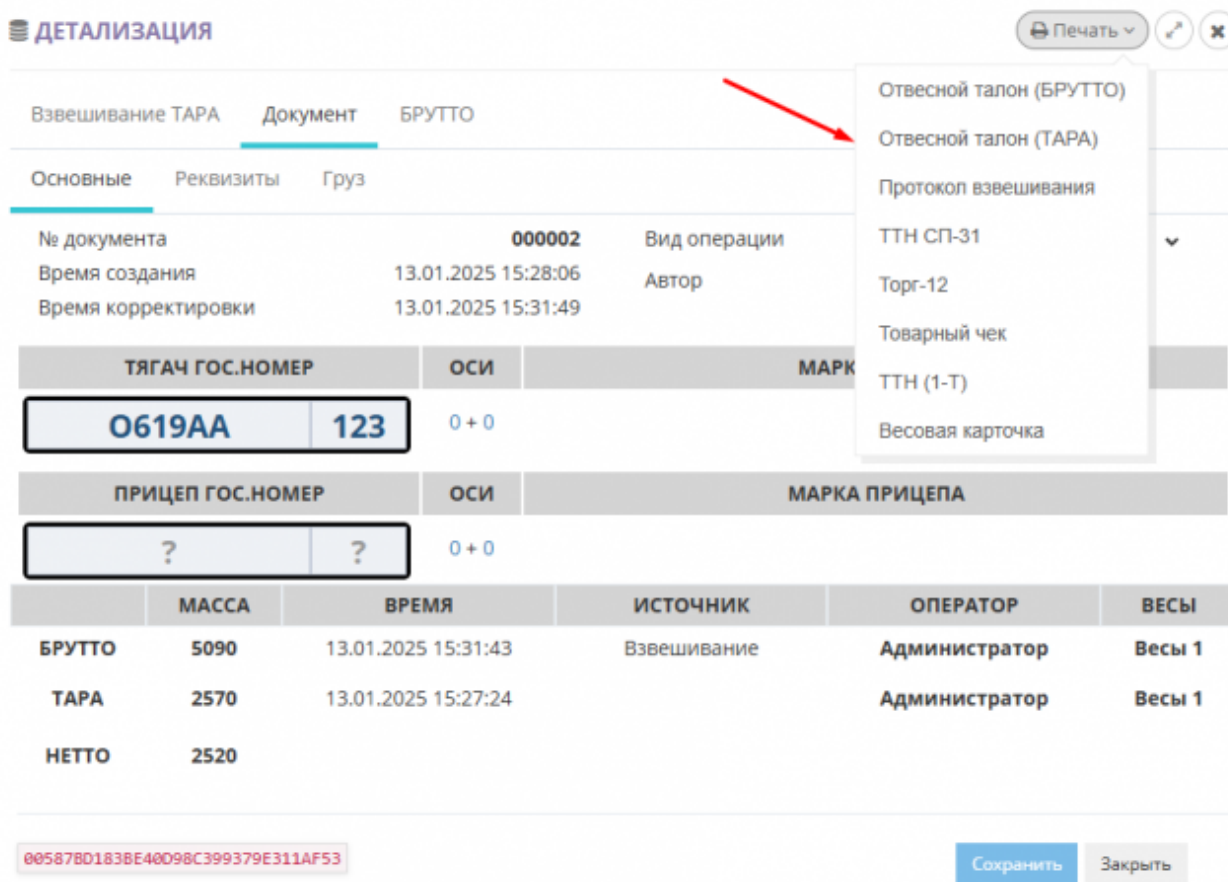 ДЕТАЛИЗАЦИЯ
Печать
Взвешивание ТАРА Документ БРУТТО
Отвесной талон (БРУТТО)
Отвесной талон (ТАРА)
Протокол взвешивания
ТТН СП-31
Торг-12
Товарный чек
ТТН (1-Т)
Весовая карточка
Основные Реквизиты Груз
№ документа 000002 Вид операции
Время создания 13.01.2025 15:28:06 Автор
Время корректировки 13.01.2025 15:31:49
ТЯГАЧ ГОС.НОМЕР ОСИ МАРК
О619АА 123 0 + 0
ПРИЦЕП ГОС.НОМЕР ОСИ МАРКА ПРИЦЕПА
? ? 0 + 0
МАССА ВРЕМЯ ИСТОЧНИК ОПЕРАТОР ВЕСЫ
БРУТТО 5090 13.01.2025 15:31:43 Взвешивание Администратор Весы 1
ТАРА 2570 13.01.2025 15:27:24 Администратор Весы 1
НЕТТО 2520
00587BD183BE40D98C399379E311AF53
Сохранить Закрыть